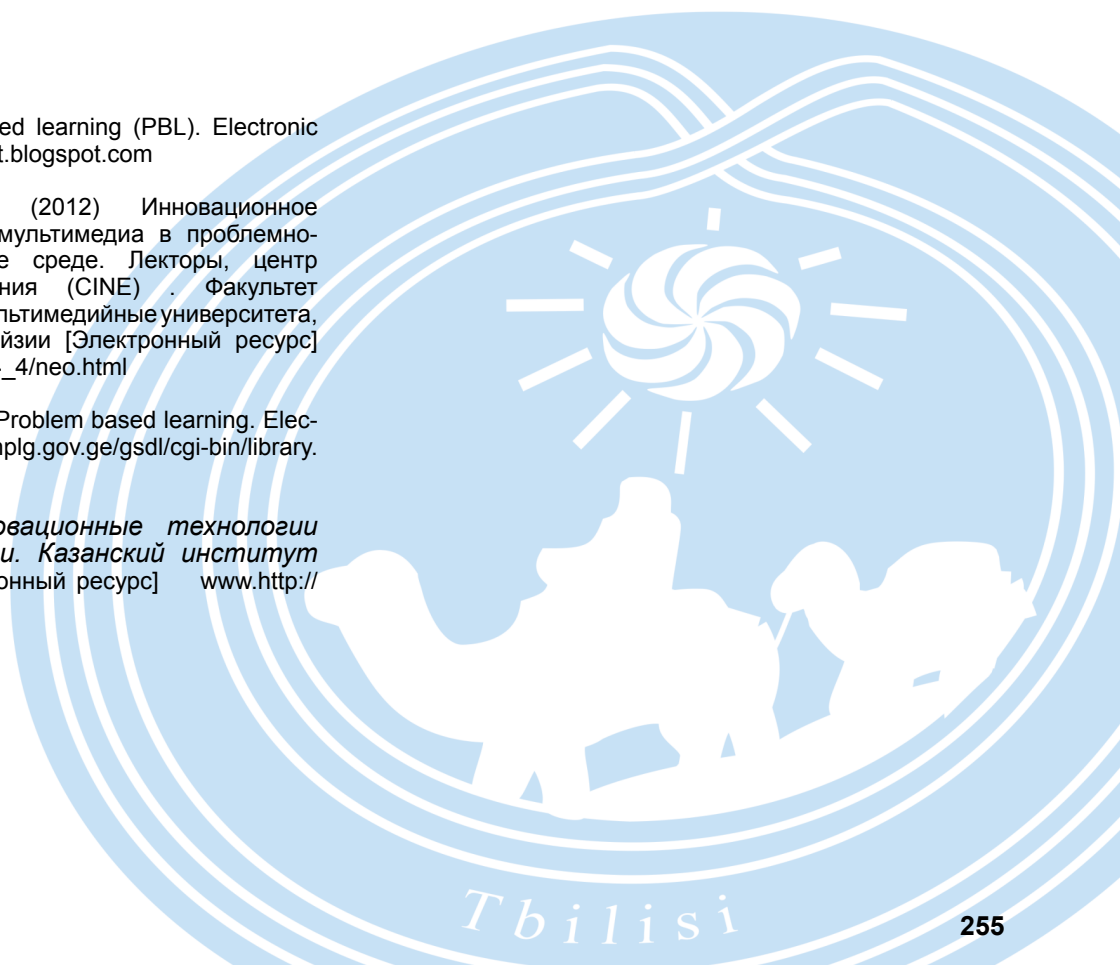 ed learning (PBL). Electronic
t.blogspot.com
(2012) Инновационное
мультимедиа в проблемно-
е среде. Лекторы, центр
ния (CINE) . Факультет
льтимедийные университета,
йзии [Электронный ресурс]
_4/neo.html
Problem based learning. Elec-
nplg.gov.ge/gsdl/cgi-bin/library.
овационные технологии
и. Казанский институт
онный ресурс] www.http://
Tbilisi
255